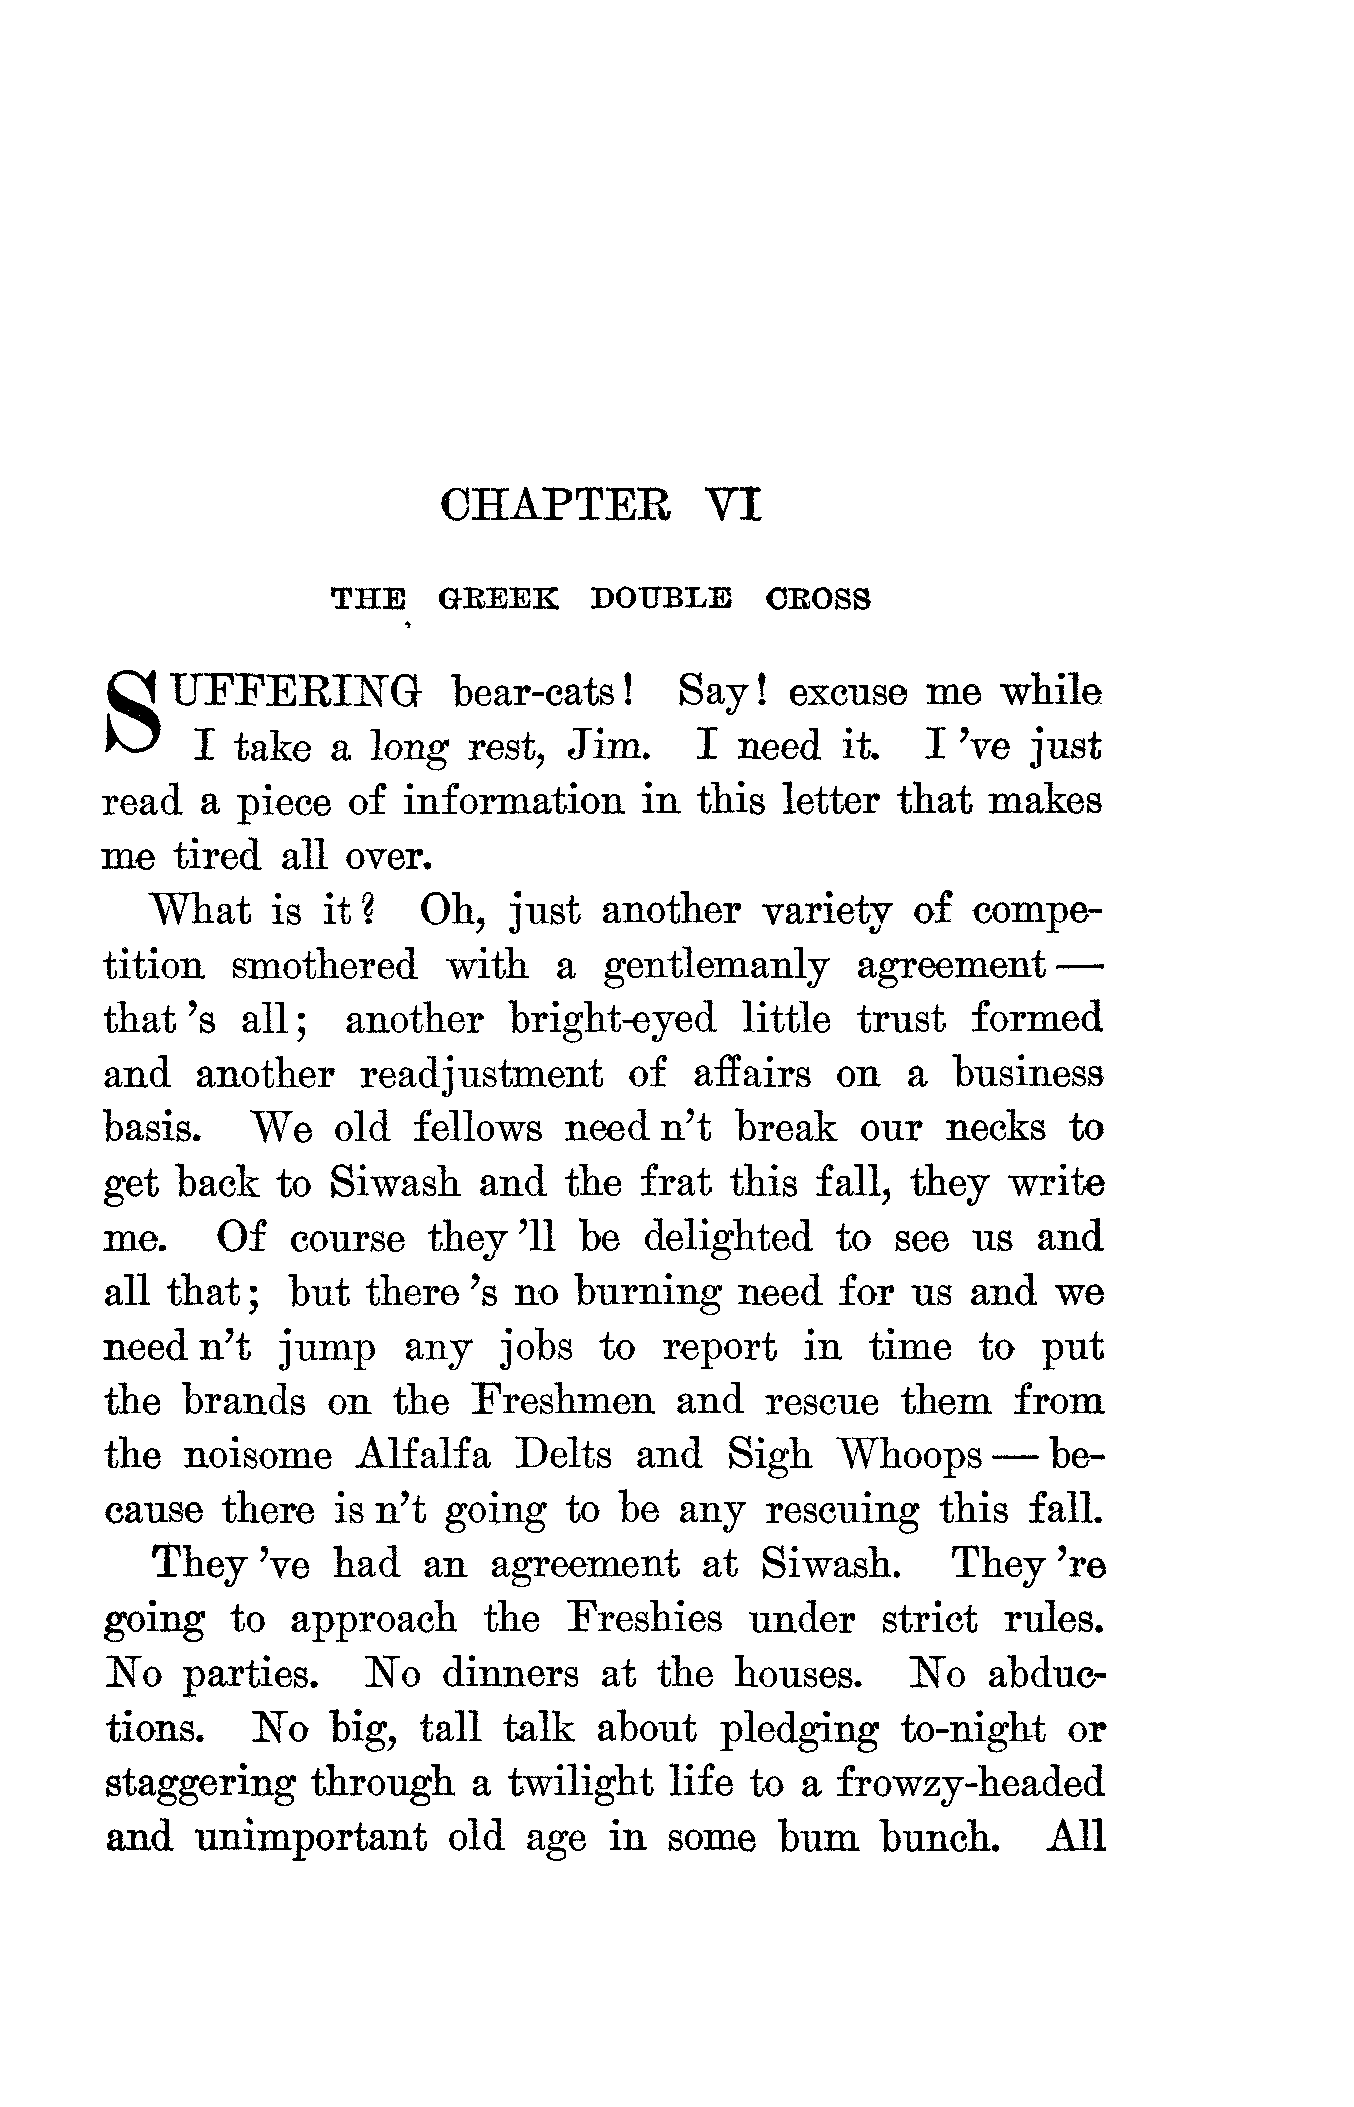 CHAPTER VI
THE GREEK DOUBLE CROSS
SUFFERING bear-cats! Say! excuse me while
I take a long rest, Jim. I need it. I 've just
read a piece of information in this letter that makes
me tired all over.
What is it? Oh, just another variety of compe-
tition smothered with a gentlemanly agreement —
that 's all; another bright-eyed little trust formed
and another readjustment of affairs on a business
basis. We old fellows need n't break our necks to
get back to Siwash and the frat this fall, they write
me. Of course they 'll be delighted to see us and
all that; but there 's no burning need for us and we
need n't jump any jobs to report in time to put
the brands on the Freshmen and rescue them from
the noisome Alfalfa Delts and Sigh Whoops — be-
cause there is n't going to be any rescuing this fall.
They 've had an agreement at Siwash. They 're
going to approach the Freshies under strict rules.
No parties. No dinners at the houses. No abduc-
tions. No big, tall talk about pledging to-night or
staggering through a twilight life to a frowzy-headed
and unimportant old age in some bum bunch. All